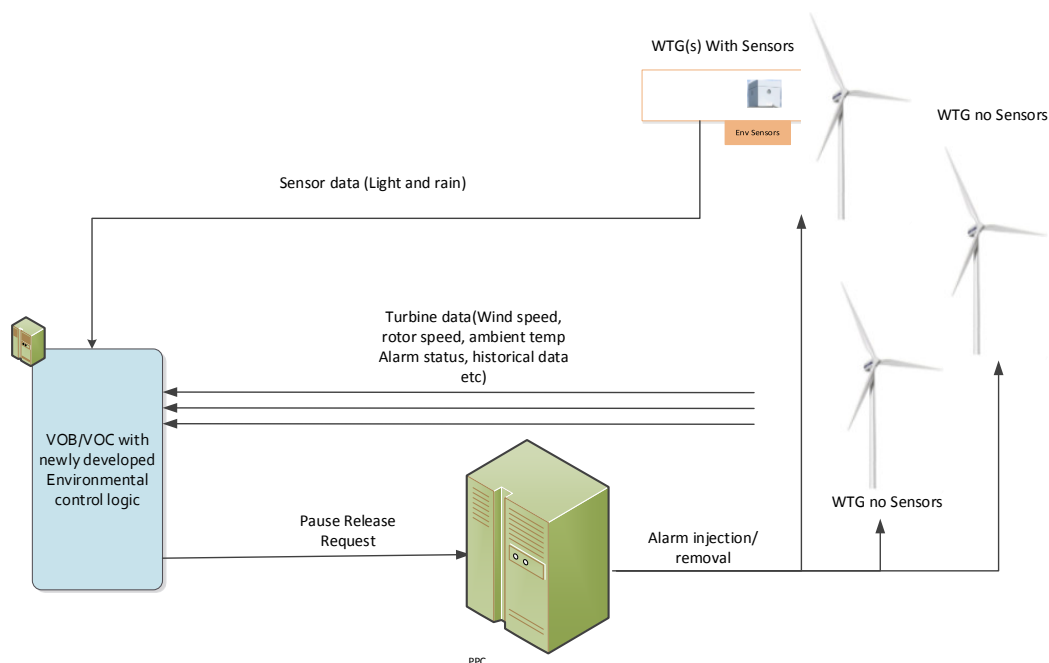 WTG(s) With Sensors
WTG no Sensors
Env Sensors
Sensor data (Light and rain)
Turbine data(Wind speed,
rotor speed, ambient temp
Alarm status, historical data
etc)
VOB/VOC with
newly developed
Environmental
control logic
WTG no Sensors
Pause Release
Request
Alarm injection/
removal
PPC